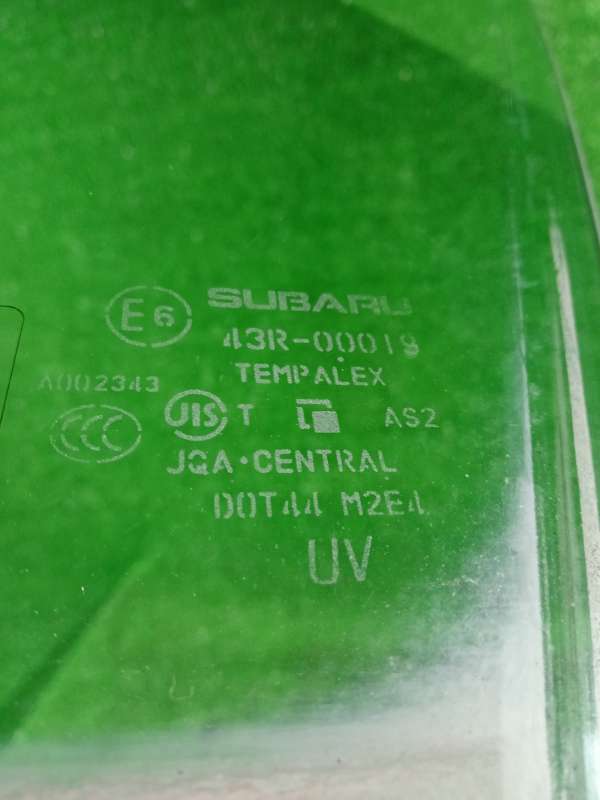 E6 SUBARU
43R-00019
TEMPALEX
A002343
CCC JIS T AS2
JQA·CENTRAL
DOT44 M2E4
UV